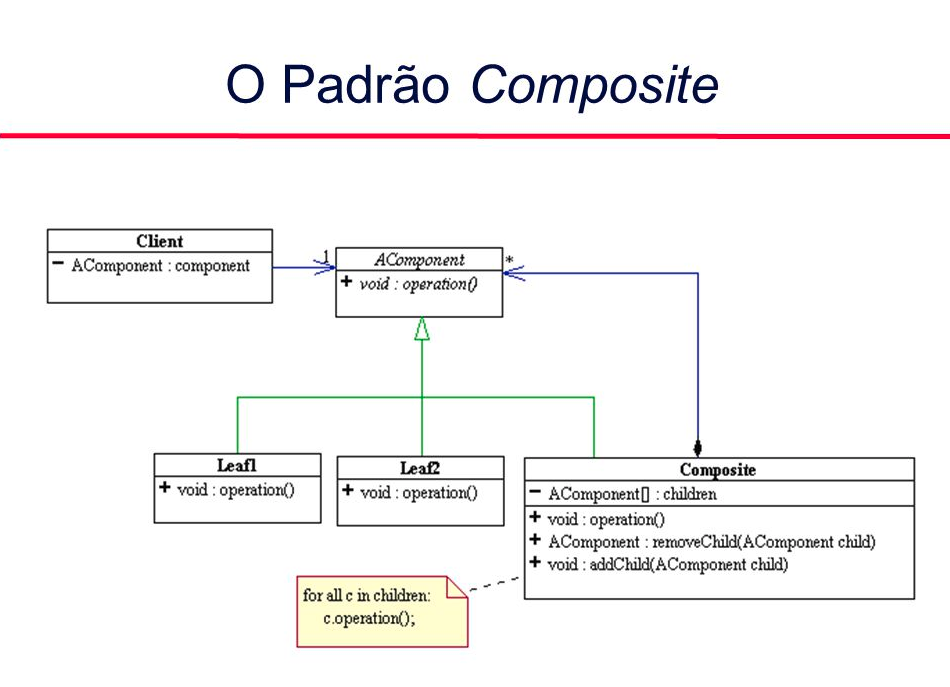 O Padrão Composite
Client
− AComponent : component
1
AComponent
+ void : operation()
*
Leaf1
+ void : operation()
Leaf2
+ void : operation()
Composite
− AComponent[] : children
+ void : operation()
+ AComponent : removeChild(AComponent child)
+ void : addChild(AComponent child)
for all c in children:
c.operation();